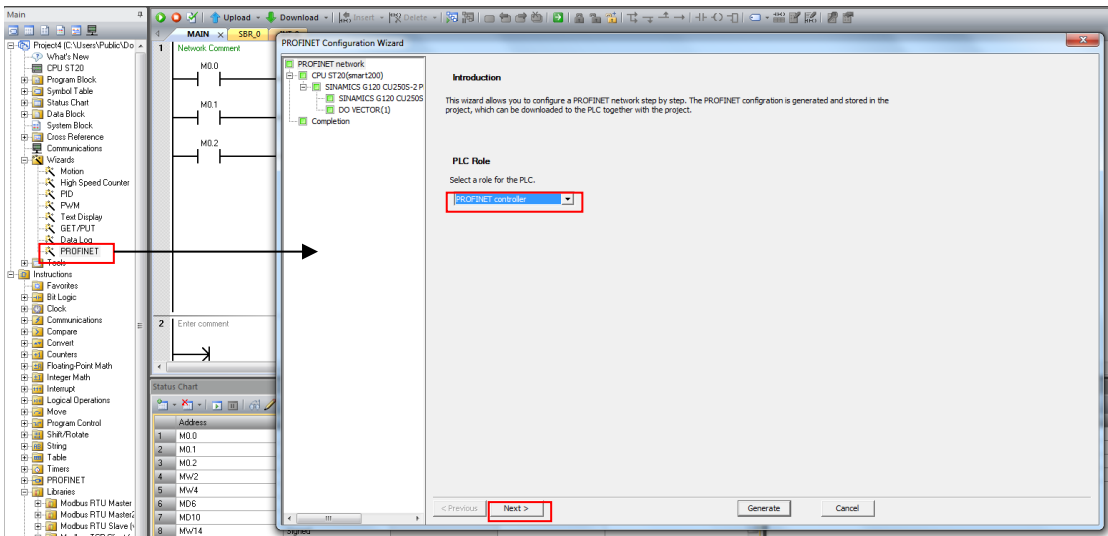 Main
Project4 (C:\Users\Public\Do
What's New
CPU ST20
Program Block
Symbol Table
Status Chart
Data Block
System Block
Cross Reference
Communications
Wizards
Motion
High Speed Counter
PID
PWM
Text Display
GET/PUT
Data Log
PROFINET
Tools
Instructions
Favorites
Bit Logic
Clock
Communications
Compare
Convert
Counters
Floating-Point Math
Integer Math
Interrupt
Logical Operations
Move
Program Control
Shift/Rotate
String
Table
Timers
PROFINET
Libraries
Modbus RTU Master
Modbus RTU Master2
Modbus RTU Slave (
Upload Download Insert Delete
MAIN × SBR_0
1 Network Comment
M0.0
M0.1
M0.2
2 Enter comment
Status Chart
Address
1 M0.0
2 M0.1
3 M0.2
4 MW2
5 MW4
6 MD6
7 MD10
8 MW14 Signed
PROFINET Configuration Wizard
PROFINET network
CPU ST20(smart200)
SINAMICS G120 CU250S-2 P
SINAMICS G120 CU250S
DO VECTOR(1)
Completion
Introduction
This wizard allows you to configure a PROFINET network step by step. The PROFINET configration is generated and stored in the
project, which can be downloaded to the PLC together with the project.
PLC Role
Select a role for the PLC.
PROFINET controller
< Previous Next > Generate Cancel